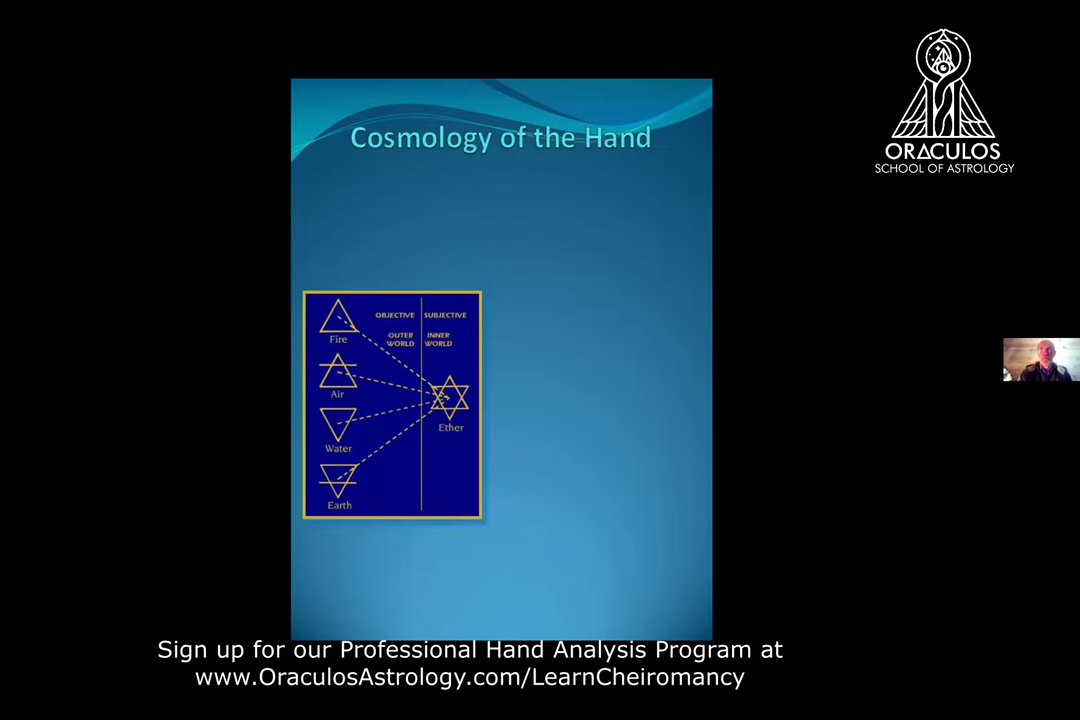 ORACULOS
SCHOOL OF ASTROLOGY
Cosmology of the Hand
OBJECTIVE
SUBJECTIVE
OUTER
WORLD
INNER
WORLD
Fire
Air
Water
Earth
Ether
Sign up for our Professional Hand Analysis Program at
www.OraculosAstrology.com/LearnCheiromancy